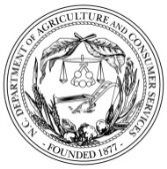 N.C. DEPARTMENT OF AGRICULTURE AND CONSUMER SERVICES
- FOUNDED 1877 -